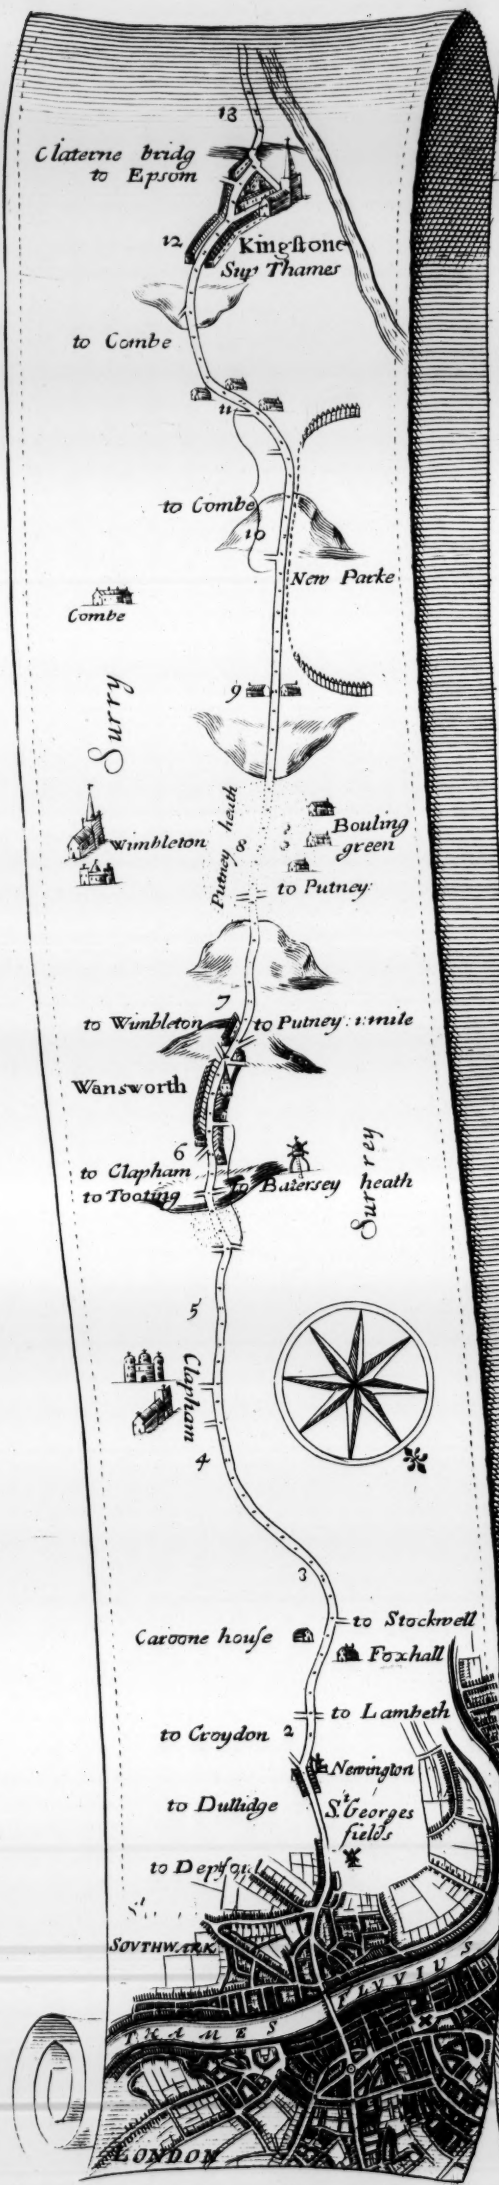 13
Claterne bridg
to Epsom
12
Kingstone
Sup Thames
to Combe
11
to Combe
10
New Parke
Combe
9
Surry
Putney heath
8
Bouling
green
Wimbleton
to Putney
7
to Wimbleton
to Putney 1 mile
Wansworth
6
to Clapham
to Tooting
to Batersey heath
Surrey
5
Clapham
4
3
to Stockwell
Caroone house
Foxhall
to Lambeth
to Croydon
2
Newington
to Dullidge
St Georges
fields
to Depford
SOVTHWARK
THAMES FLVVIUS
LONDON